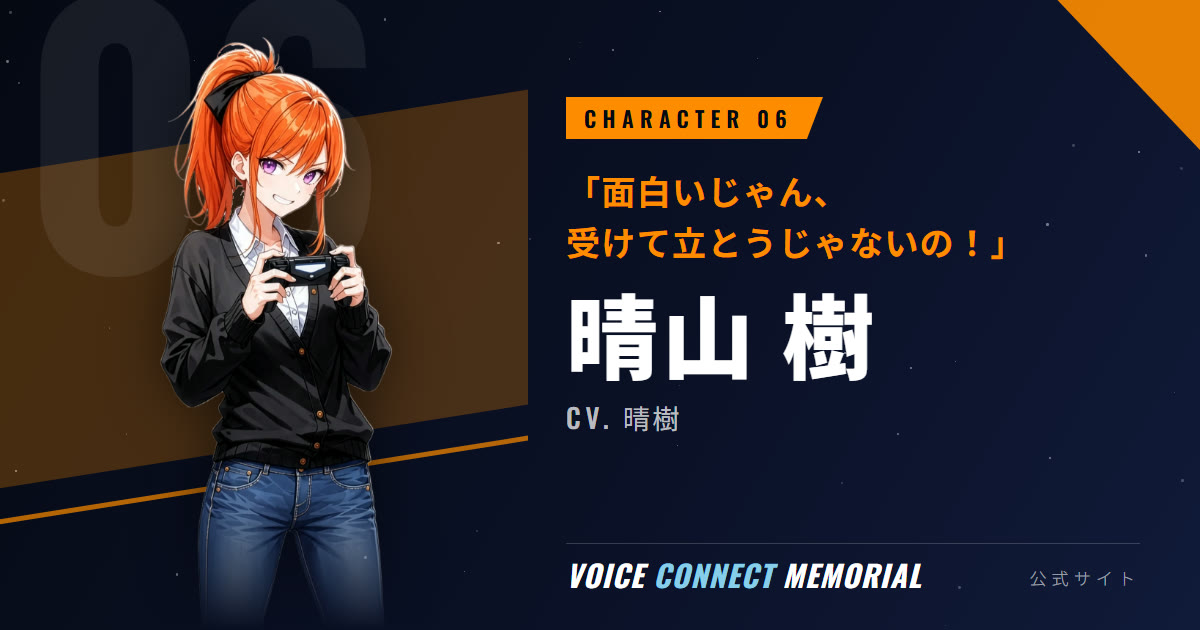 06
CHARACTER 06
「面白いじゃん、
受けて立とうじゃないの！」
晴山 樹
CV. 晴樹
VOICE CONNECT MEMORIAL
公式サイト